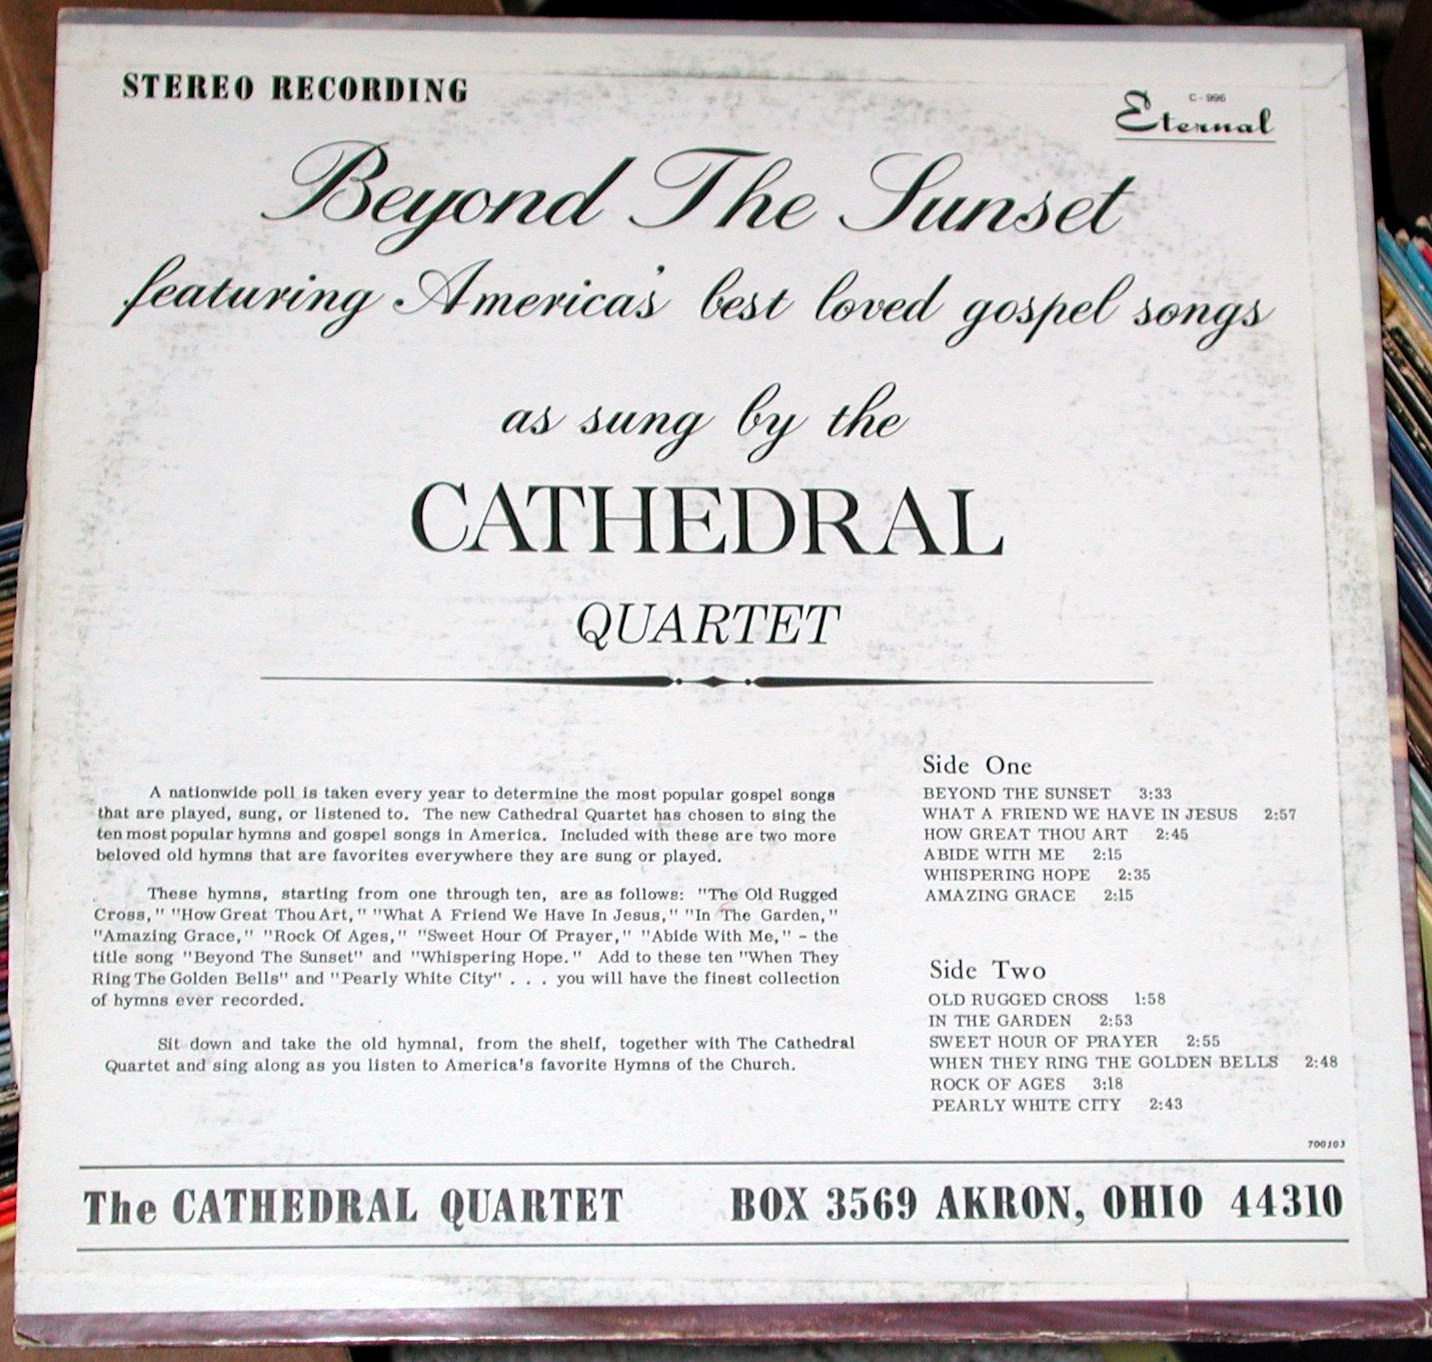 STEREO RECORDING
C-996
Eternal
Beyond The Sunset
featuring America's best loved gospel songs
as sung by the
CATHEDRAL
QUARTET
A nationwide poll is taken every year to determine the most popular gospel songs
that are played, sung, or listened to. The new Cathedral Quartet has chosen to sing the
ten most popular hymns and gospel songs in America. Included with these are two more
beloved old hymns that are favorites everywhere they are sung or played.
These hymns, starting from one through ten, are as follows: "The Old Rugged
Cross," "How Great Thou Art," "What A Friend We Have In Jesus," "In The Garden,"
"Amazing Grace," "Rock Of Ages," "Sweet Hour Of Prayer," "Abide With Me," - the
title song "Beyond The Sunset" and "Whispering Hope." Add to these ten "When They
Ring The Golden Bells" and "Pearly White City" . . . you will have the finest collection
of hymns ever recorded.
Sit down and take the old hymnal, from the shelf, together with The Cathedral
Quartet and sing along as you listen to America's favorite Hymns of the Church.
Side One
BEYOND THE SUNSET 3:33
WHAT A FRIEND WE HAVE IN JESUS 2:57
HOW GREAT THOU ART 2:45
ABIDE WITH ME 2:15
WHISPERING HOPE 2:35
AMAZING GRACE 2:15
Side Two
OLD RUGGED CROSS 1:58
IN THE GARDEN 2:53
SWEET HOUR OF PRAYER 2:55
WHEN THEY RING THE GOLDEN BELLS 2:48
ROCK OF AGES 3:18
PEARLY WHITE CITY 2:43
700103
The CATHEDRAL QUARTET BOX 3569 AKRON, OHIO 44310